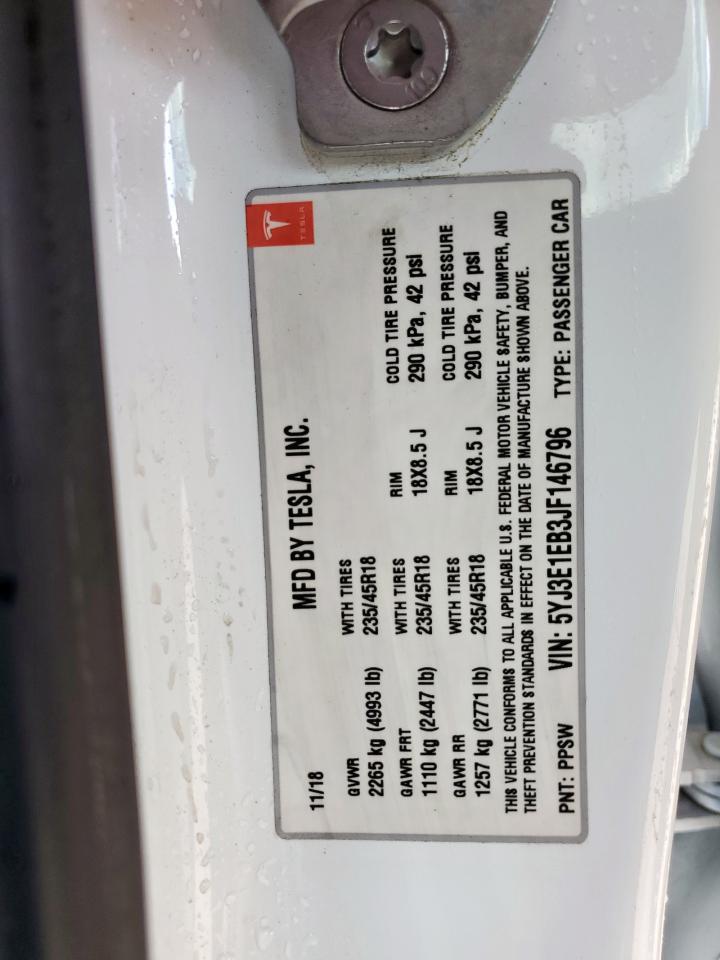 TESLA
MFD BY TESLA, INC.
11/18
GVWR WITH TIRES
2265 kg (4993 lb) 235/45R18
GAWR FRT WITH TIRES RIM COLD TIRE PRESSURE
1110 kg (2447 lb) 235/45R18 18X8.5 J 290 kPa, 42 psi
GAWR RR WITH TIRES RIM COLD TIRE PRESSURE
1257 kg (2771 lb) 235/45R18 18X8.5 J 290 kPa, 42 psi
THIS VEHICLE CONFORMS TO ALL APPLICABLE U.S. FEDERAL MOTOR VEHICLE SAFETY, BUMPER, AND
THEFT PREVENTION STANDARDS IN EFFECT ON THE DATE OF MANUFACTURE SHOWN ABOVE.
PNT: PPSW VIN: 5YJ3E1EB3JF146796 TYPE: PASSENGER CAR